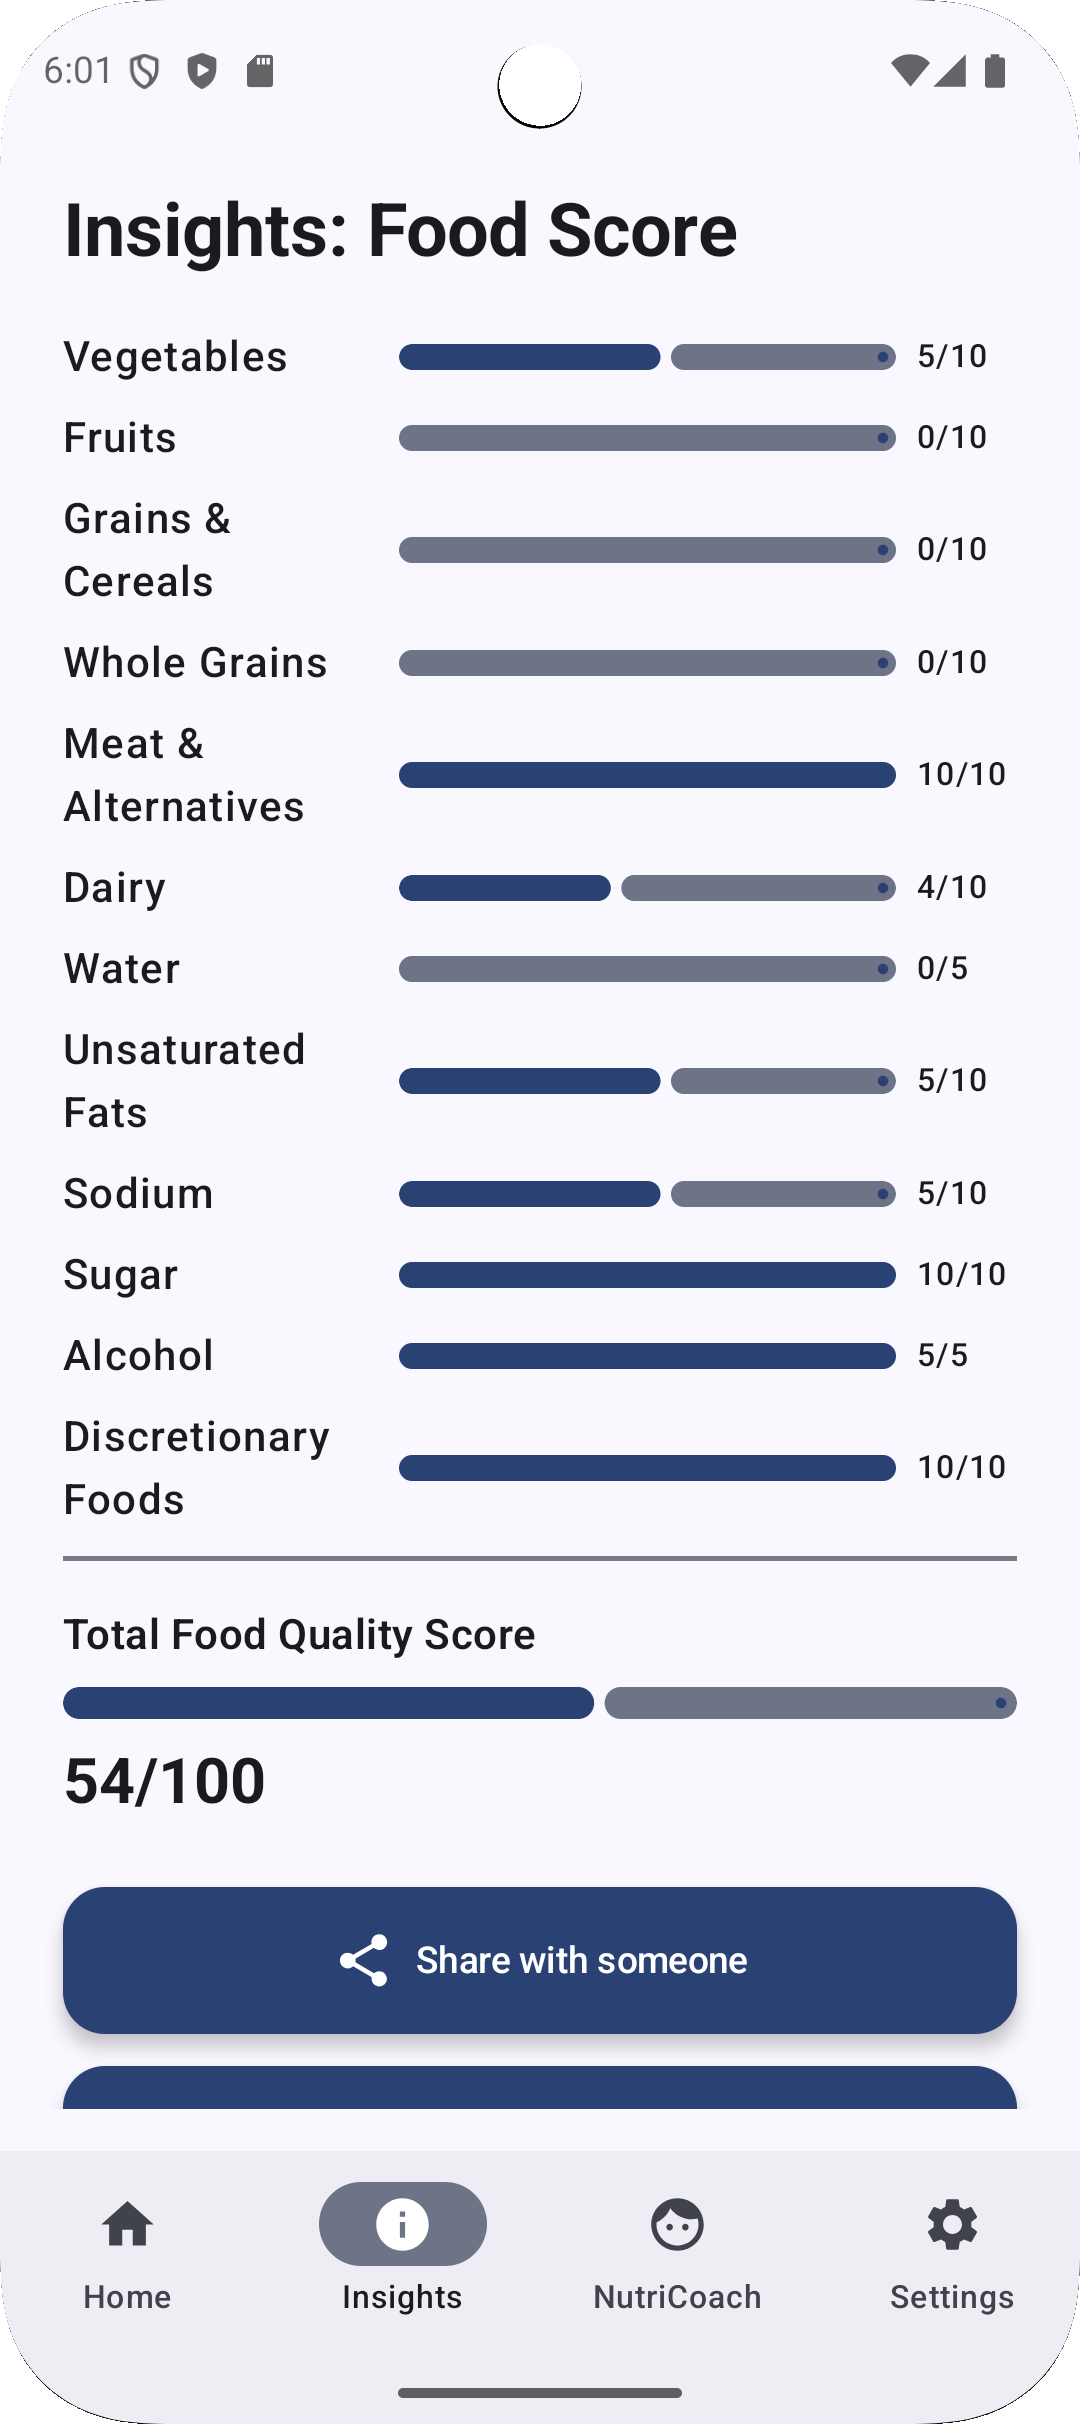 6:01
Insights: Food Score
Vegetables 5/10
Fruits 0/10
Grains &
Cereals 0/10
Whole Grains 0/10
Meat &
Alternatives 10/10
Dairy 4/10
Water 0/5
Unsaturated
Fats 5/10
Sodium 5/10
Sugar 10/10
Alcohol 5/5
Discretionary
Foods 10/10
Total Food Quality Score
54/100
Share with someone
Home Insights NutriCoach Settings